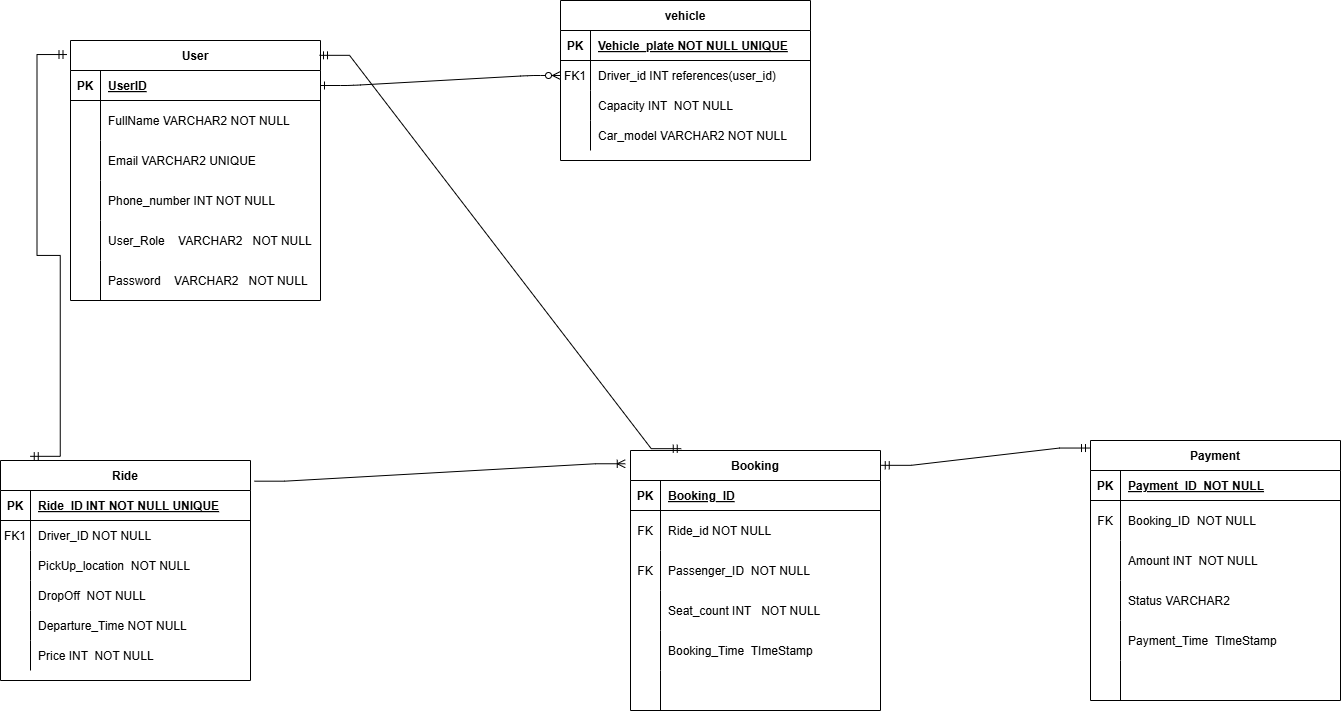 vehicle
PK Vehicle_plate NOT NULL UNIQUE
FK1 Driver_id INT references(user_id)
Capacity INT  NOT NULL
Car_model VARCHAR2 NOT NULL
User
PK UserID
FullName VARCHAR2 NOT NULL
Email VARCHAR2 UNIQUE
Phone_number INT NOT NULL
User_Role    VARCHAR2   NOT NULL
Password    VARCHAR2   NOT NULL
Ride
PK Ride_ID INT NOT NULL UNIQUE
FK1 Driver_ID NOT NULL
PickUp_location  NOT NULL
DropOff  NOT NULL
Departure_Time NOT NULL
Price INT  NOT NULL
Booking
PK Booking_ID
FK Ride_id NOT NULL
FK Passenger_ID  NOT NULL
Seat_count INT   NOT NULL
Booking_Time  TImeStamp
Payment
PK Payment_ID  NOT NULL
FK Booking_ID  NOT NULL
Amount INT  NOT NULL
Status VARCHAR2
Payment_Time  TImeStamp